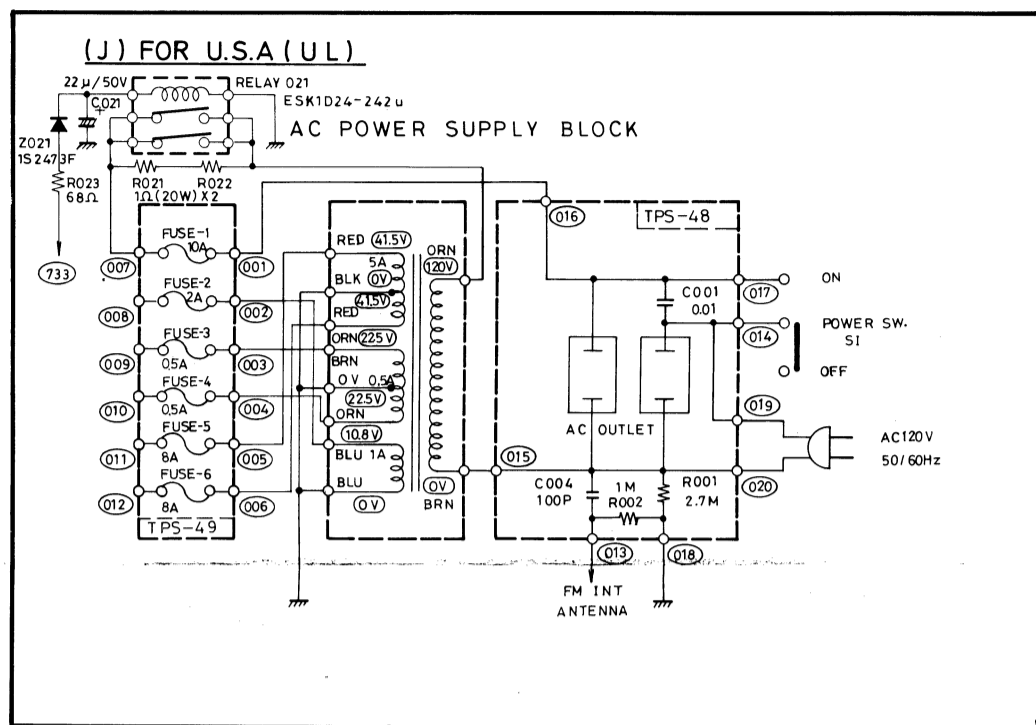 (J) FOR U.S.A (UL)
22μ/50V
C021
+
RELAY 021
ESK1D24-242u
AC POWER SUPPLY BLOCK
Z021
1S2473F
R023
68Ω
733
R021
R022
1Ω(20W)X2
FUSE-1
10A
007
001
FUSE-2
2A
008
002
FUSE-3
0.5A
009
003
FUSE-4
0.5A
010
004
FUSE-5
8A
011
005
FUSE-6
8A
012
006
TPS-49
RED
41.5V
5A
BLK
0V
41.5V
RED
ORN
22.5V
BRN
0V
0.5A
22.5V
ORN
10.8V
BLU
1A
BLU
0V
ORN
120V
0V
BRN
016
TPS-48
C001
0.01
AC OUTLET
015
C004
100P
1M
R002
R001
2.7M
013
018
FM INT
ANTENNA
017
ON
014
POWER SW.
SI
OFF
019
AC120V
50/60Hz
020